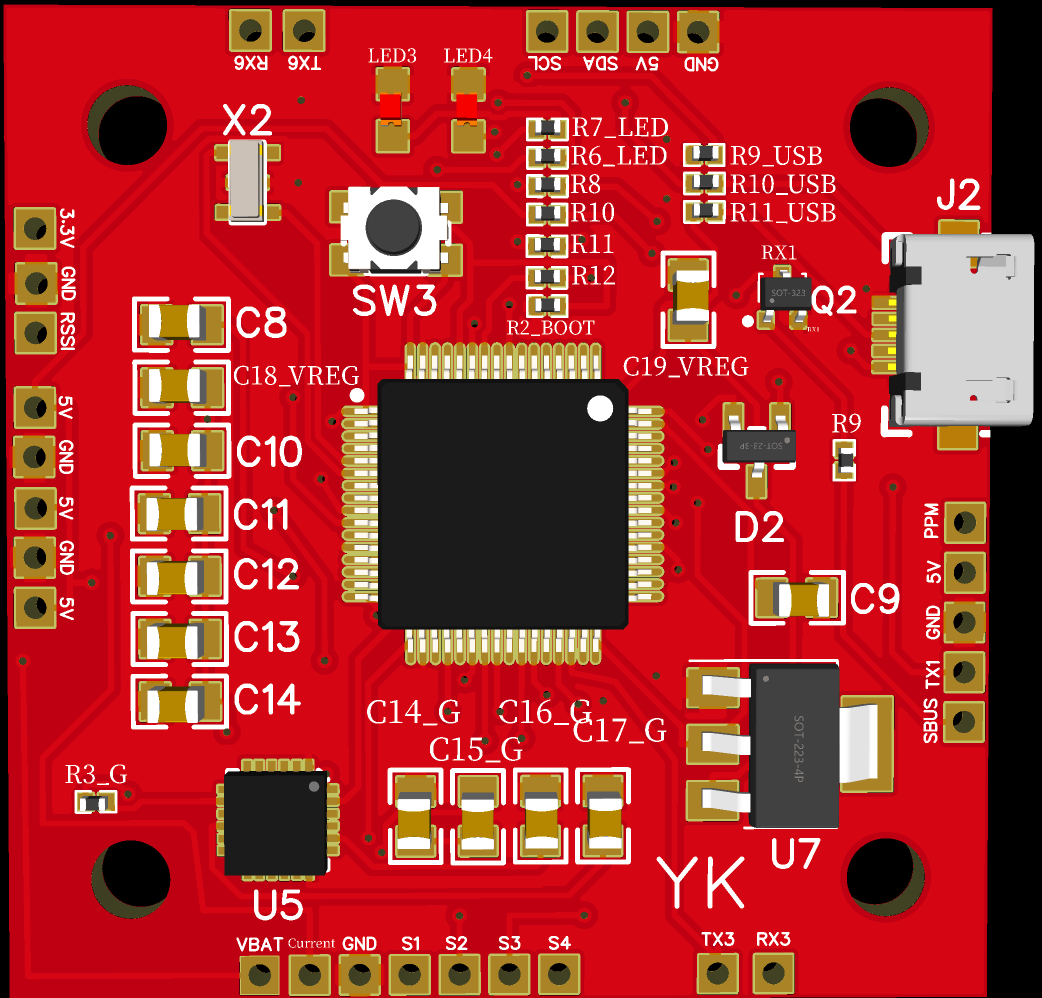 RX6
TX6
LED3
LED4
SCL
SDA
5V
GND
X2
R7_LED
R6_LED
R8
R10
R11
R12
R2_BOOT
R9_USB
R10_USB
R11_USB
J2
3.3V
GND
RSSI
SW3
RX1
SOT-323
Q2
RX1
C8
C18_VREG
C19_VREG
5V
GND
5V
GND
5V
C10
C11
C12
C13
C14
SOT-23-3P
R9
D2
PPM
5V
GND
TX1
SBUS
C9
C14_G
C16_G
C15_G
C17_G
SOT-223-4P
R3_G
U7
U5
YK
VBAT
Current
GND
S1
S2
S3
S4
TX3
RX3